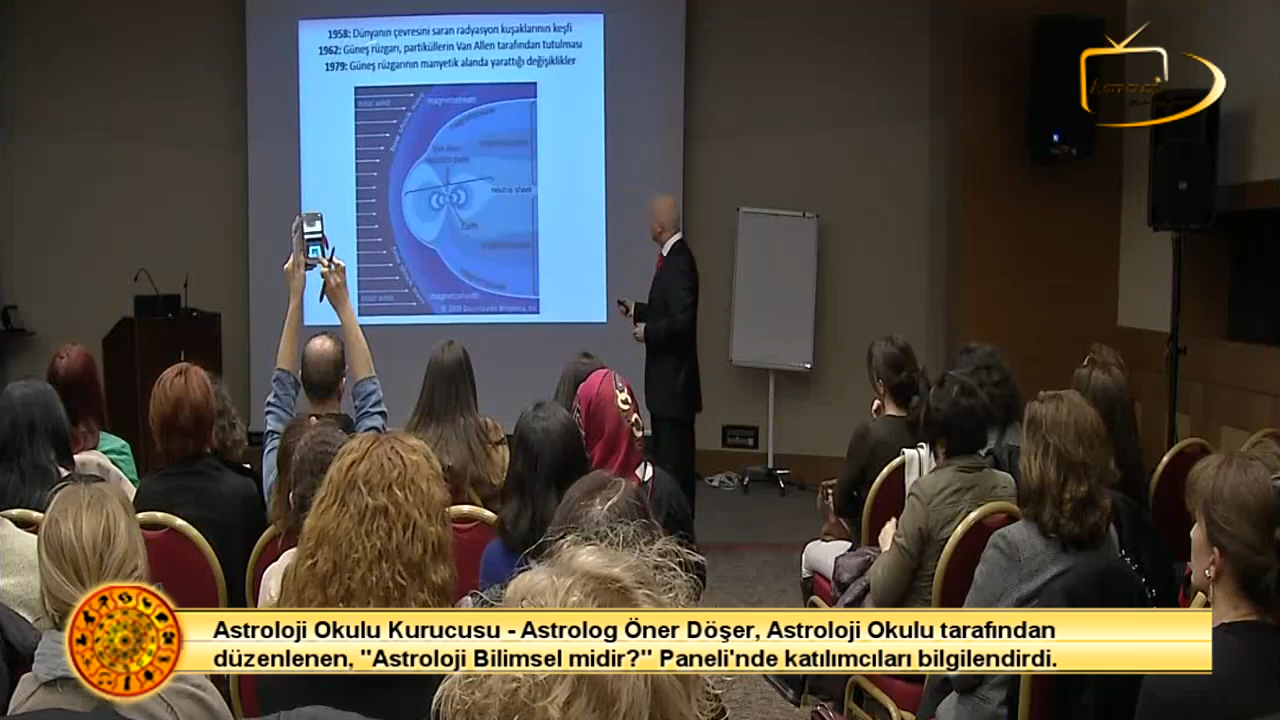 1958: Dünyanın çevresini saran radyasyon kuşaklarının keşfi
1962: Güneş rüzgarı, partiküllerin Van Allen tarafından tutulması
1979: Güneş rüzgarının manyetik alanda yarattığı değişiklikler
magnetosheath
Van Allen
neutral sheet
Earth
magnetosheath
Astroloji Okulu Kurucusu - Astrolog Öner Döşer, Astroloji Okulu tarafından
düzenlenen, "Astroloji Bilimsel midir?" Paneli'nde katılımcıları bilgilendirdi.